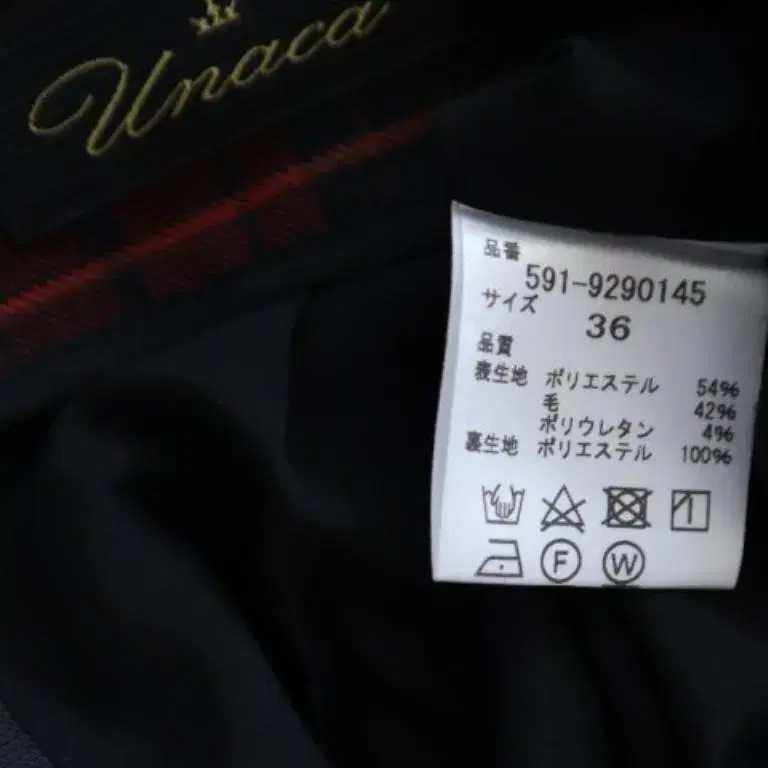 Unaca
品番
591-9290145
サイズ
36
品質
表生地 ポリエステル 54%
毛 42%
ポリウレタン 4%
裏生地 ポリエステル 100%
F W